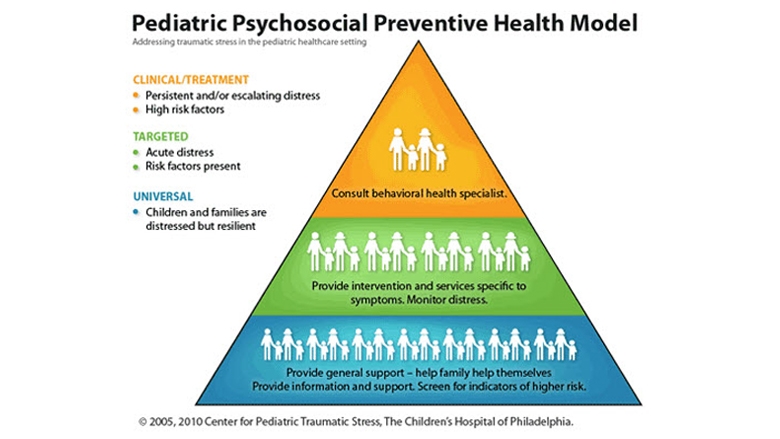 Pediatric Psychosocial Preventive Health Model
Addressing traumatic stress in the pediatric healthcare setting
CLINICAL/TREATMENT
Persistent and/or escalating distress
High risk factors
TARGETED
Acute distress
Risk factors present
UNIVERSAL
Children and families are
distressed but resilient
Consult behavioral health specialist.
Provide intervention and services specific to
symptoms. Monitor distress.
Provide general support – help family help themselves
Provide information and support. Screen for indicators of higher risk.
© 2005, 2010 Center for Pediatric Traumatic Stress, The Children's Hospital of Philadelphia.